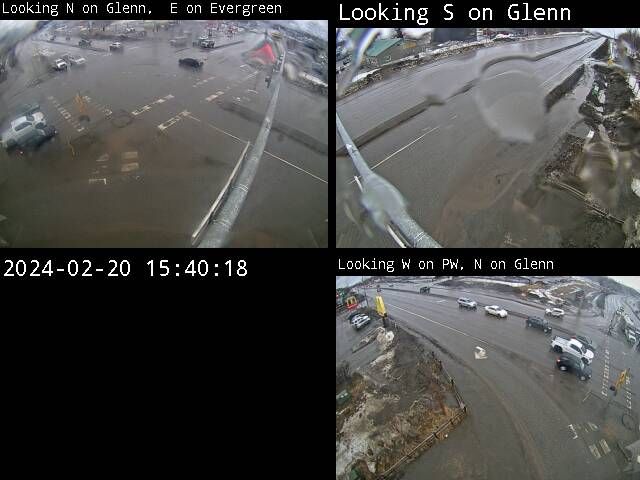 Looking N on Glenn,  E on Evergreen
Looking S on Glenn
2024-02-20 15:40:18
Looking W on PW, N on Glenn